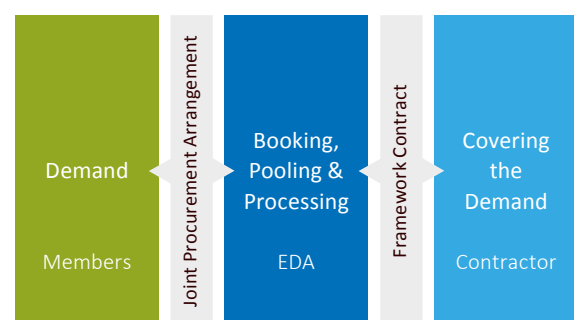 Demand
Members
Joint Procurement Arrangement
Booking,
Pooling &
Processing
EDA
Framework Contract
Covering
the
Demand
Contractor